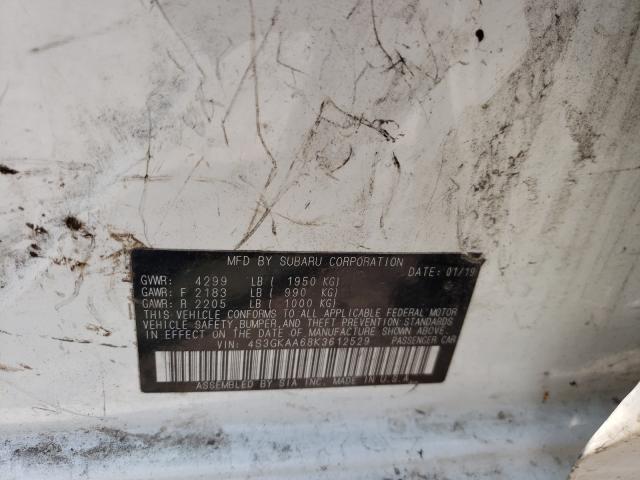 MFD BY SUBARU CORPORATION
DATE: 01/19
GVWR: 4299 LB ( 1950 KG)
GAWR: F 2183 LB ( 990 KG)
GAWR: R 2205 LB ( 1000 KG)
THIS VEHICLE CONFORMS TO ALL APPLICABLE FEDERAL MOTOR
VEHICLE SAFETY, BUMPER, AND THEFT PREVENTION STANDARDS
IN EFFECT ON THE DATE OF MANUFACTURE SHOWN ABOVE.
VIN: 4S3GKAA68K3612529 PASSENGER CAR
ASSEMBLED BY SIA INC. MADE IN U.S.A.